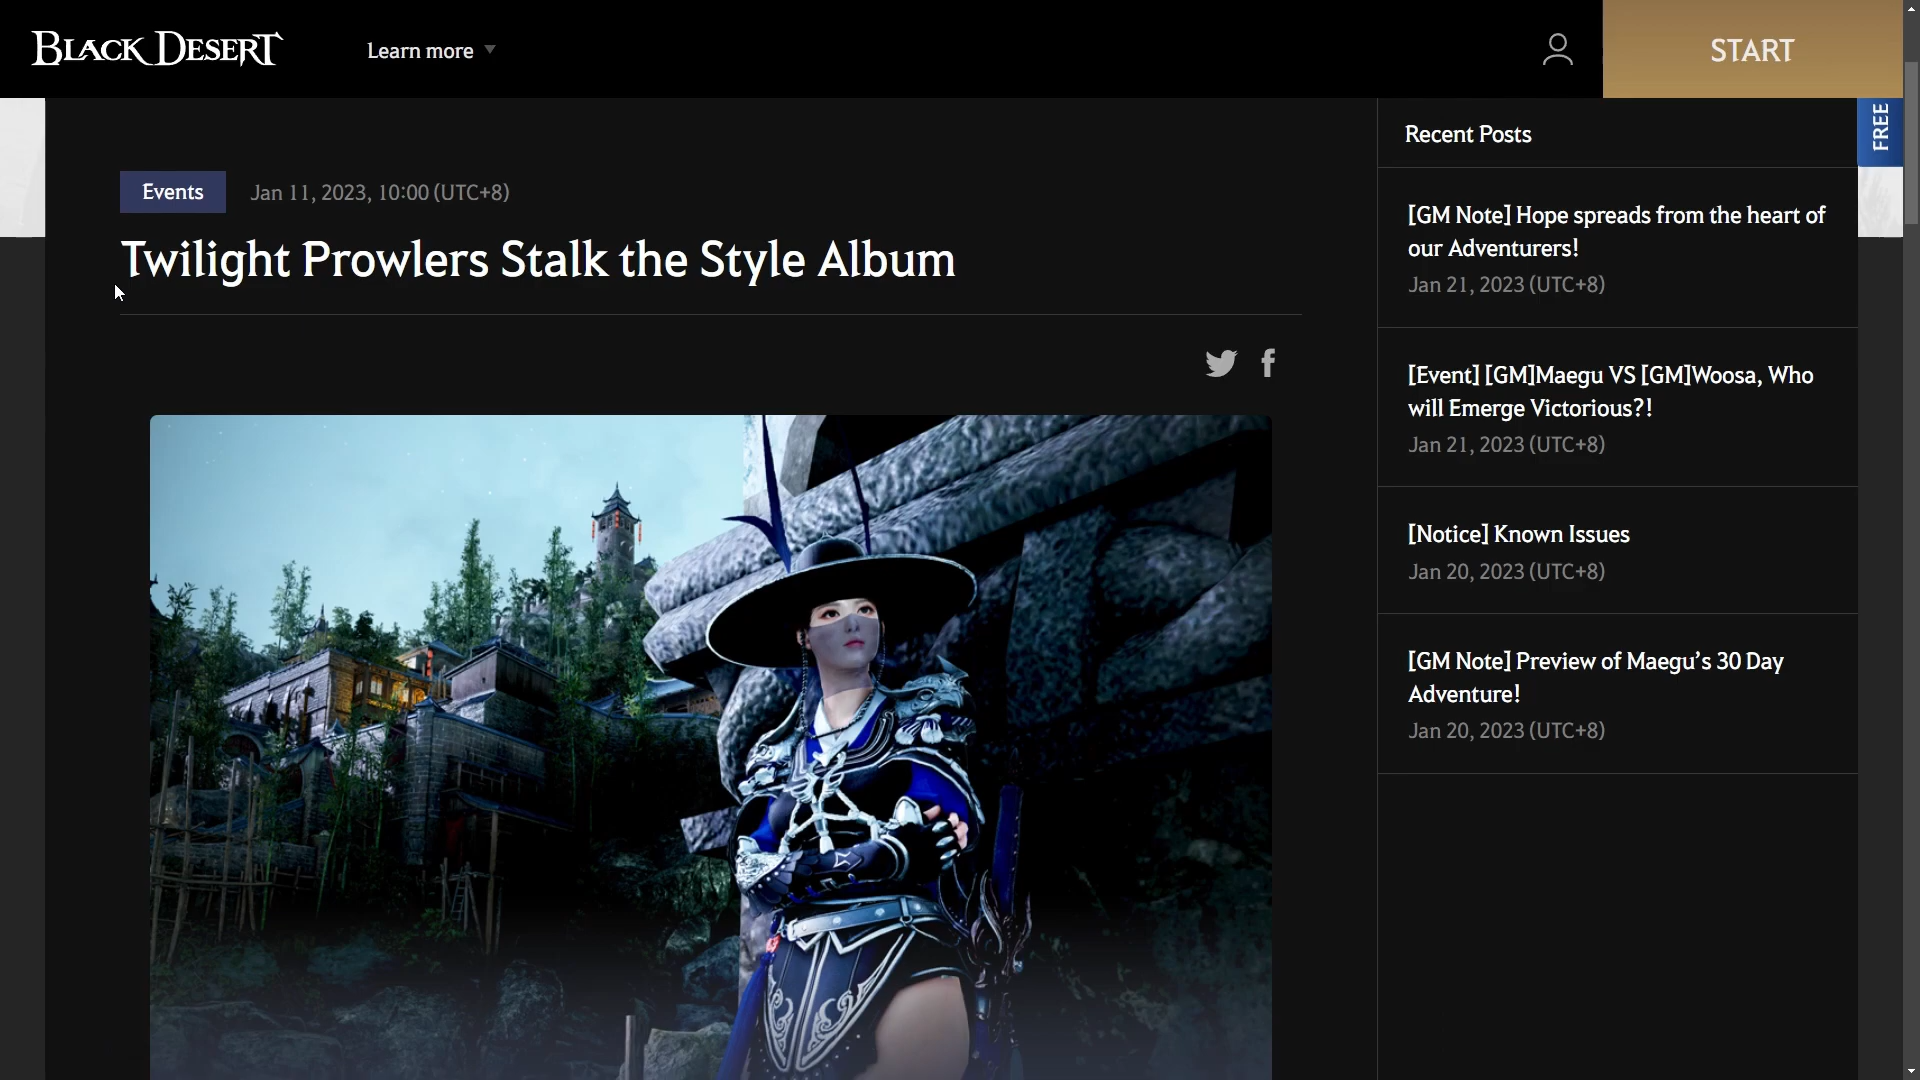 BLACK DESERT
Learn more
START
FREE
Events
Jan 11, 2023, 10:00 (UTC+8)
Twilight Prowlers Stalk the Style Album
Recent Posts
[GM Note] Hope spreads from the heart of
our Adventurers!
Jan 21, 2023 (UTC+8)
[Event] [GM]Maegu VS [GM]Woosa, Who
will Emerge Victorious?!
Jan 21, 2023 (UTC+8)
[Notice] Known Issues
Jan 20, 2023 (UTC+8)
[GM Note] Preview of Maegu’s 30 Day
Adventure!
Jan 20, 2023 (UTC+8)